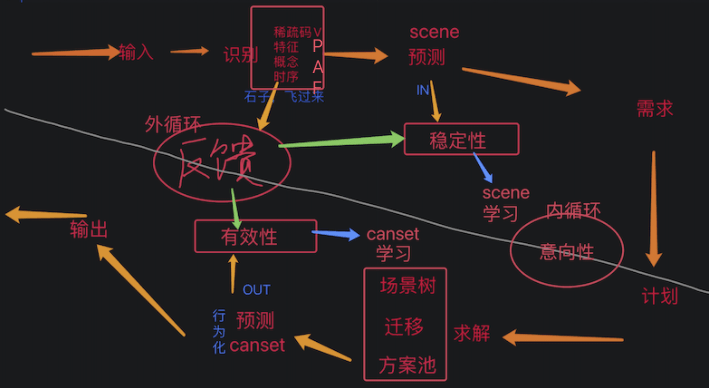 输入
识别
稀疏码V
特征
概念
时序
P
A
F
石子
飞过来
scene
预测
IN
需求
外循环
反馈
稳定性
scene
学习
内循环
意向性
输出
有效性
canset
学习
OUT
行为化
预测
canset
场景树
迁移
方案池
求解
计划